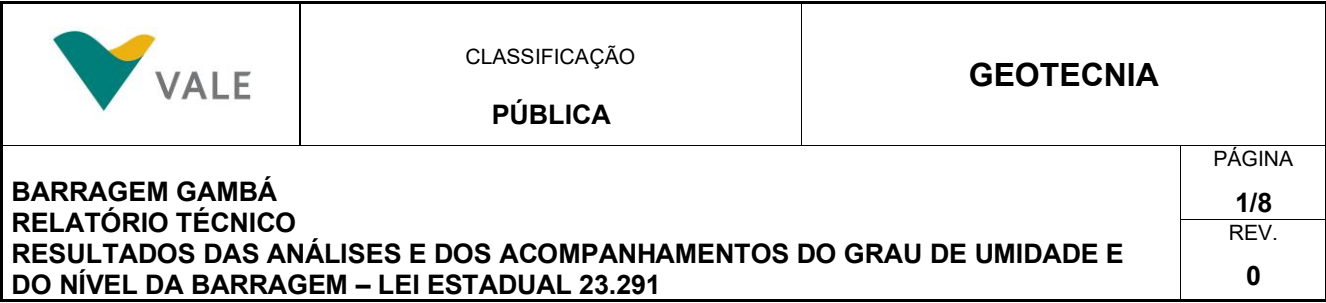 VALE
CLASSIFICAÇÃO
PÚBLICA
GEOTECNIA
BARRAGEM GAMBÁ
RELATÓRIO TÉCNICO
RESULTADOS DAS ANÁLISES E DOS ACOMPANHAMENTOS DO GRAU DE UMIDADE E
DO NÍVEL DA BARRAGEM – LEI ESTADUAL 23.291
PÁGINA
1/8
REV.
0